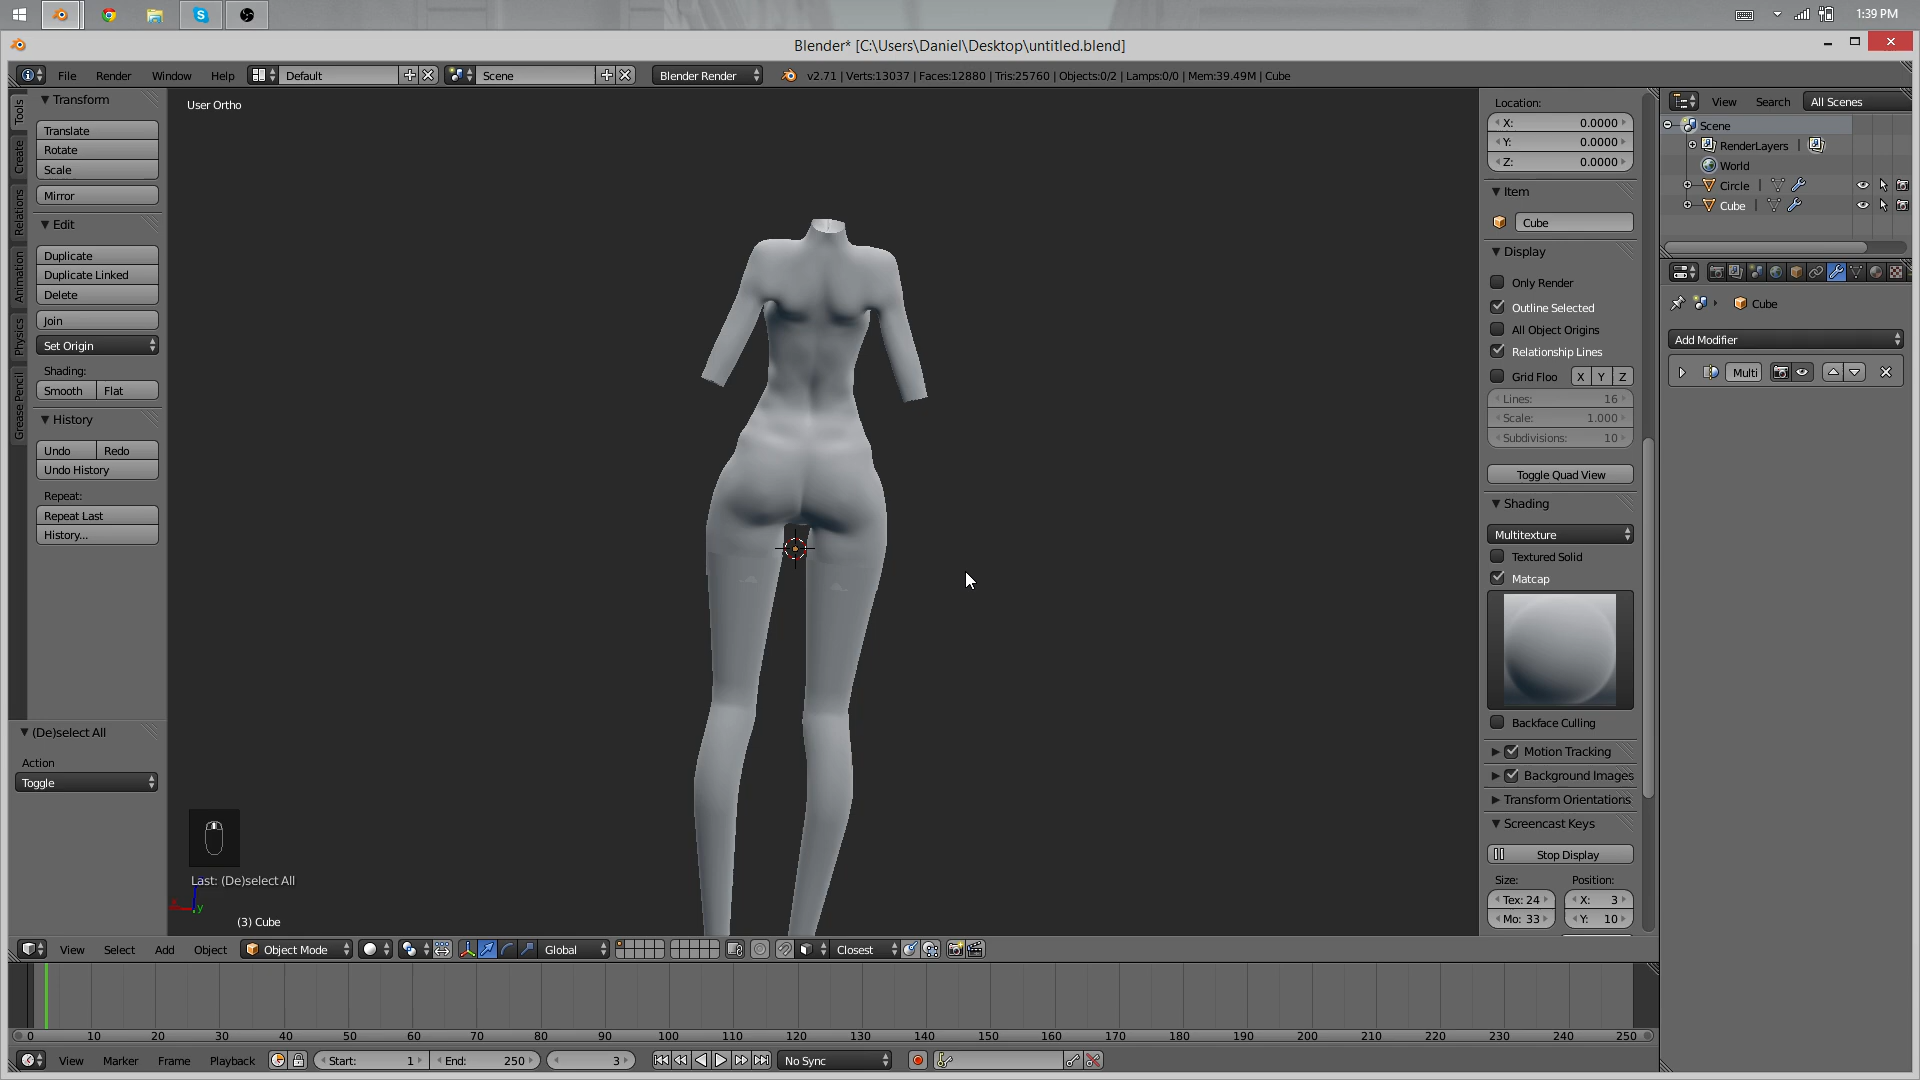 1:39 PM
Blender* [C:\Users\Daniel\Desktop\untitled.blend]
File Render Window Help Default Scene Blender Render v2.71 | Verts:13037 | Faces:12880 | Tris:25760 | Objects:0/2 | Lamps:0/0 | Mem:39.49M | Cube
Tools
Create
Relations
Animation
Physics
Grease Pencil
Transform
Translate
Rotate
Scale
Mirror
Edit
Duplicate
Duplicate Linked
Delete
Join
Set Origin
Shading:
Smooth Flat
History
Undo Redo
Undo History
Repeat:
Repeat Last
History...
(De)select All
Action
Toggle
User Ortho
Last: (De)select All
y
(3) Cube
Location:
X: 0.0000
Y: 0.0000
Z: 0.0000
Item
Cube
Display
Only Render
Outline Selected
All Object Origins
Relationship Lines
Grid Floo X Y Z
Lines: 16
Scale: 1.000
Subdivisions: 10
Toggle Quad View
Shading
Multitexture
Textured Solid
Matcap
Backface Culling
Motion Tracking
Background Images
Transform Orientations
Screencast Keys
Stop Display
Size: Position:
Tex: 24 X: 3
Mo: 33 Y: 10
View Search All Scenes
Scene
RenderLayers |
World
Circle |
Cube |
Cube
Add Modifier
Multi
View Select Add Object Object Mode Global Closest
0 10 20 30 40 50 60 70 80 90 100 110 120 130 140 150 160 170 180 190 200 210 220 230 240 250
View Marker Frame Playback Start: 1 End: 250 3 No Sync